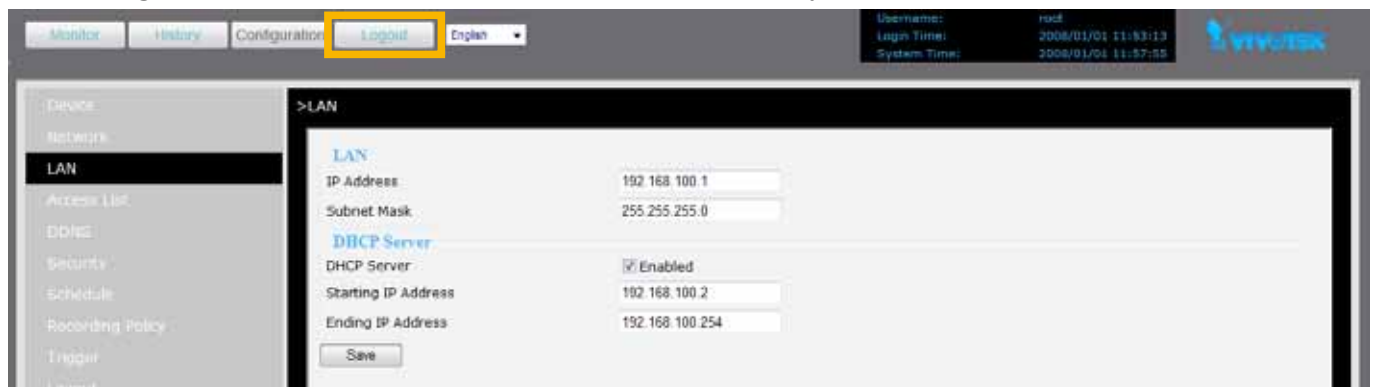 Monitor History Configuration Logout English
Username: root
Login Time: 2008/01/01 11:53:13
System Time: 2008/01/01 11:57:55
VIVOTEK
Device
Network
LAN
Access List
DDNS
Security
Schedule
Recording Policy
Trigger
>LAN
LAN
IP Address 192.168.100.1
Subnet Mask 255.255.255.0
DHCP Server
DHCP Server Enabled
Starting IP Address 192.168.100.2
Ending IP Address 192.168.100.254
Save